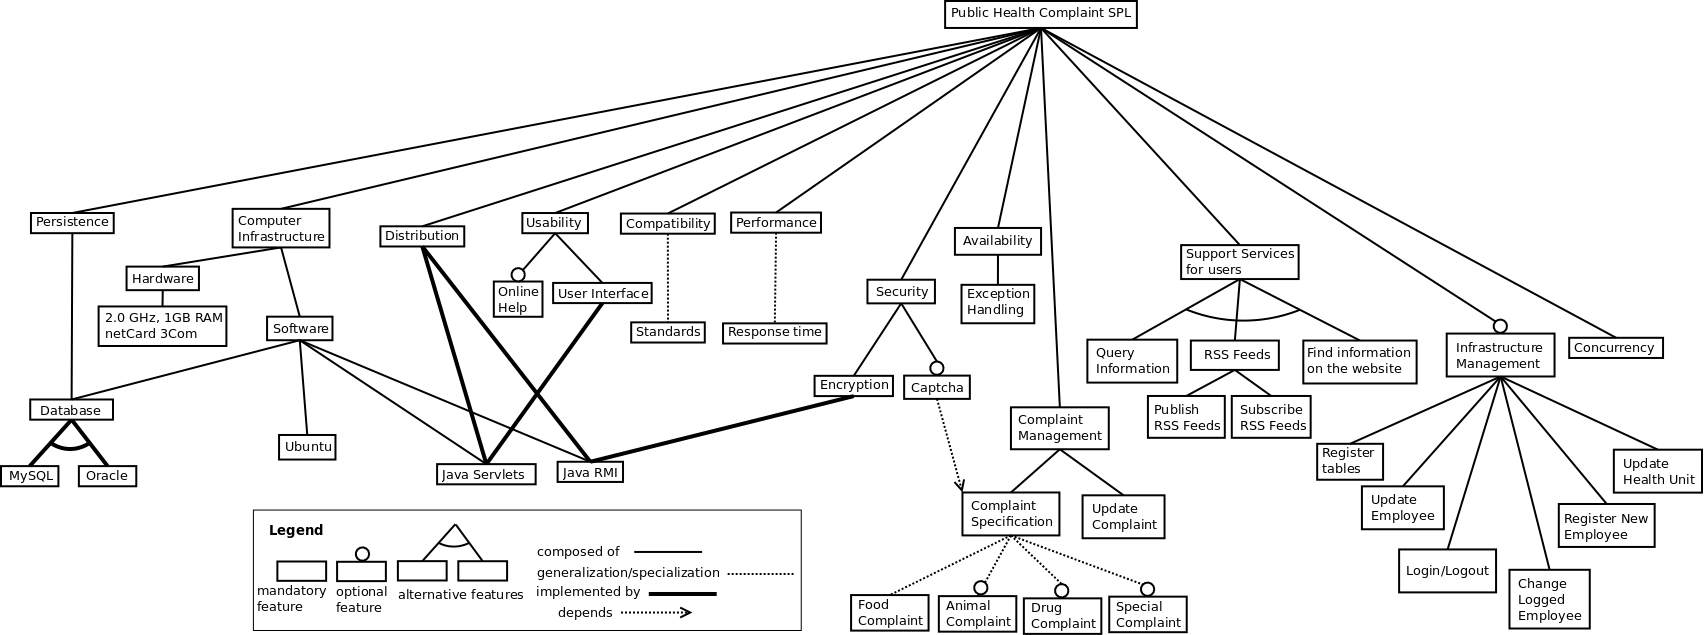 Public Health Complaint SPL
Persistence
Computer
Infrastructure
Distribution
Usability
Compatibility
Performance
Availability
Support Services
for users
Hardware
2.0 GHz, 1GB RAM
netCard 3Com
Software
Online
Help
User Interface
Standards
Response time
Security
Exception
Handling
Query
Information
RSS Feeds
Find information
on the website
Infrastructure
Management
Concurrency
Encryption
Captcha
Database
MySQL
Oracle
Ubuntu
Java Servlets
Java RMI
Complaint
Management
Publish
RSS Feeds
Subscribe
RSS Feeds
Register
tables
Update
Employee
Login/Logout
Change
Logged
Employee
Register New
Employee
Update
Health Unit
Complaint
Specification
Update
Complaint
Food
Complaint
Animal
Complaint
Drug
Complaint
Special
Complaint
Legend
mandatory
feature
optional
feature
alternative features
composed of
generalization/specialization
implemented by
depends